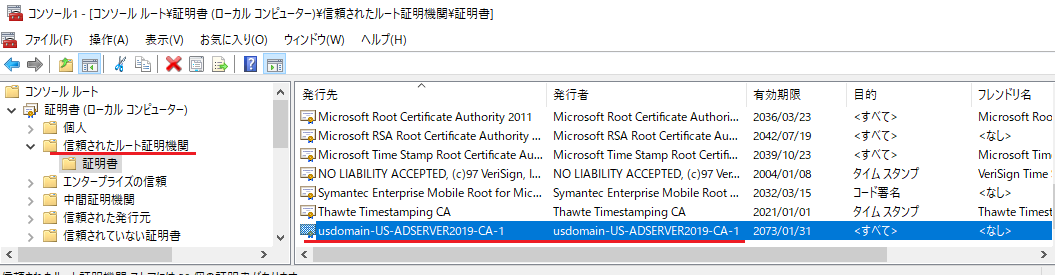 コンソール1 - [コンソール ルート¥証明書 (ローカル コンピューター)¥信頼されたルート証明機関¥証明書]
ファイル(F) 操作(A) 表示(V) お気に入り(O) ウィンドウ(W) ヘルプ(H)
コンソール ルート
証明書 (ローカル コンピューター)
個人
信頼されたルート証明機関
証明書
エンタープライズの信頼
中間証明機関
信頼された発行元
信頼されていない証明書
発行先 発行者 有効期限 目的 フレンドリ名
Microsoft Root Certificate Authority 2011 Microsoft Root Certificate Authori... 2036/03/23 <すべて> Microsoft Ro
Microsoft RSA Root Certificate Authority ... Microsoft RSA Root Certificate Aut... 2042/07/19 <すべて> <なし>
Microsoft Time Stamp Root Certificate Au... Microsoft Time Stamp Root Certif... 2039/10/23 <すべて> Microsoft Tim
NO LIABILITY ACCEPTED, (c)97 VeriSign, I... NO LIABILITY ACCEPTED, (c)97 Ve... 2004/01/08 タイム スタンプ VeriSign Time
Symantec Enterprise Mobile Root for Mic... Symantec Enterprise Mobile Root ... 2032/03/15 コード署名 <なし>
Thawte Timestamping CA Thawte Timestamping CA 2021/01/01 タイム スタンプ Thawte Timest
usdomain-US-ADSERVER2019-CA-1 usdomain-US-ADSERVER2019-CA-1 2073/01/31 <すべて> <なし>